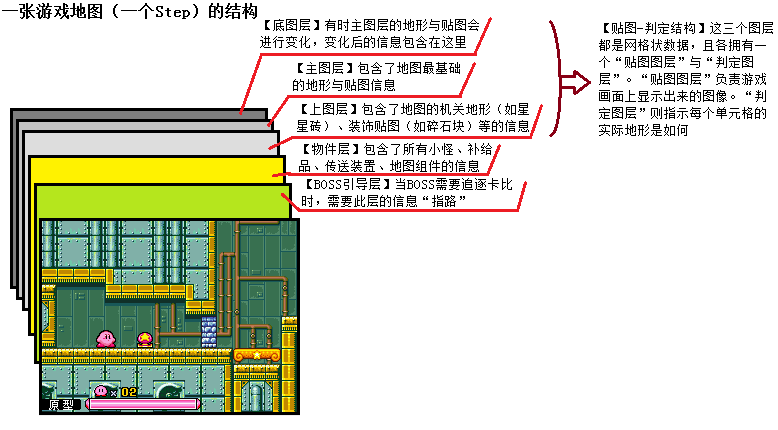 一张游戏地图（一个Step）的结构
【底图层】有时主图层的地形与贴图会
进行变化，变化后的信息包含在这里
【主图层】包含了地图最基础
的地形与贴图信息
【上图层】包含了地图的机关地形（如星
星砖）、装饰贴图（如碎石块）等的信息
【物件层】包含了所有小怪、补给
品、传送装置、地图组件的信息
【BOSS引导层】当BOSS需要追逐卡比
时，需要此层的信息“指路”
【贴图-判定结构】这三个图层
都是网格状数据，且各拥有一
个“贴图图层”与“判定图
层”。“贴图图层”负责游戏
画面上显示出来的图像。“判
定图层”则指示每个单元格的
实际地形是如何
×02
原型